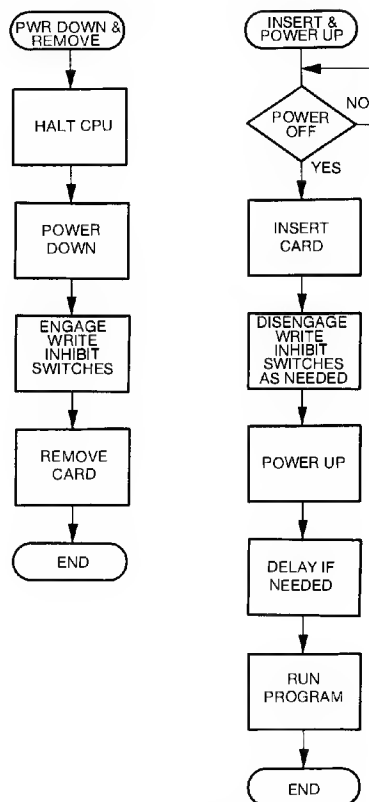 PWR DOWN &
REMOVE
HALT CPU
POWER
DOWN
ENGAGE
WRITE
INHIBIT
SWITCHES
REMOVE
CARD
END
INSERT &
POWER UP
POWER
OFF
NO
YES
INSERT
CARD
DISENGAGE
WRITE
INHIBIT
SWITCHES
AS NEEDED
POWER UP
DELAY IF
NEEDED
RUN
PROGRAM
END